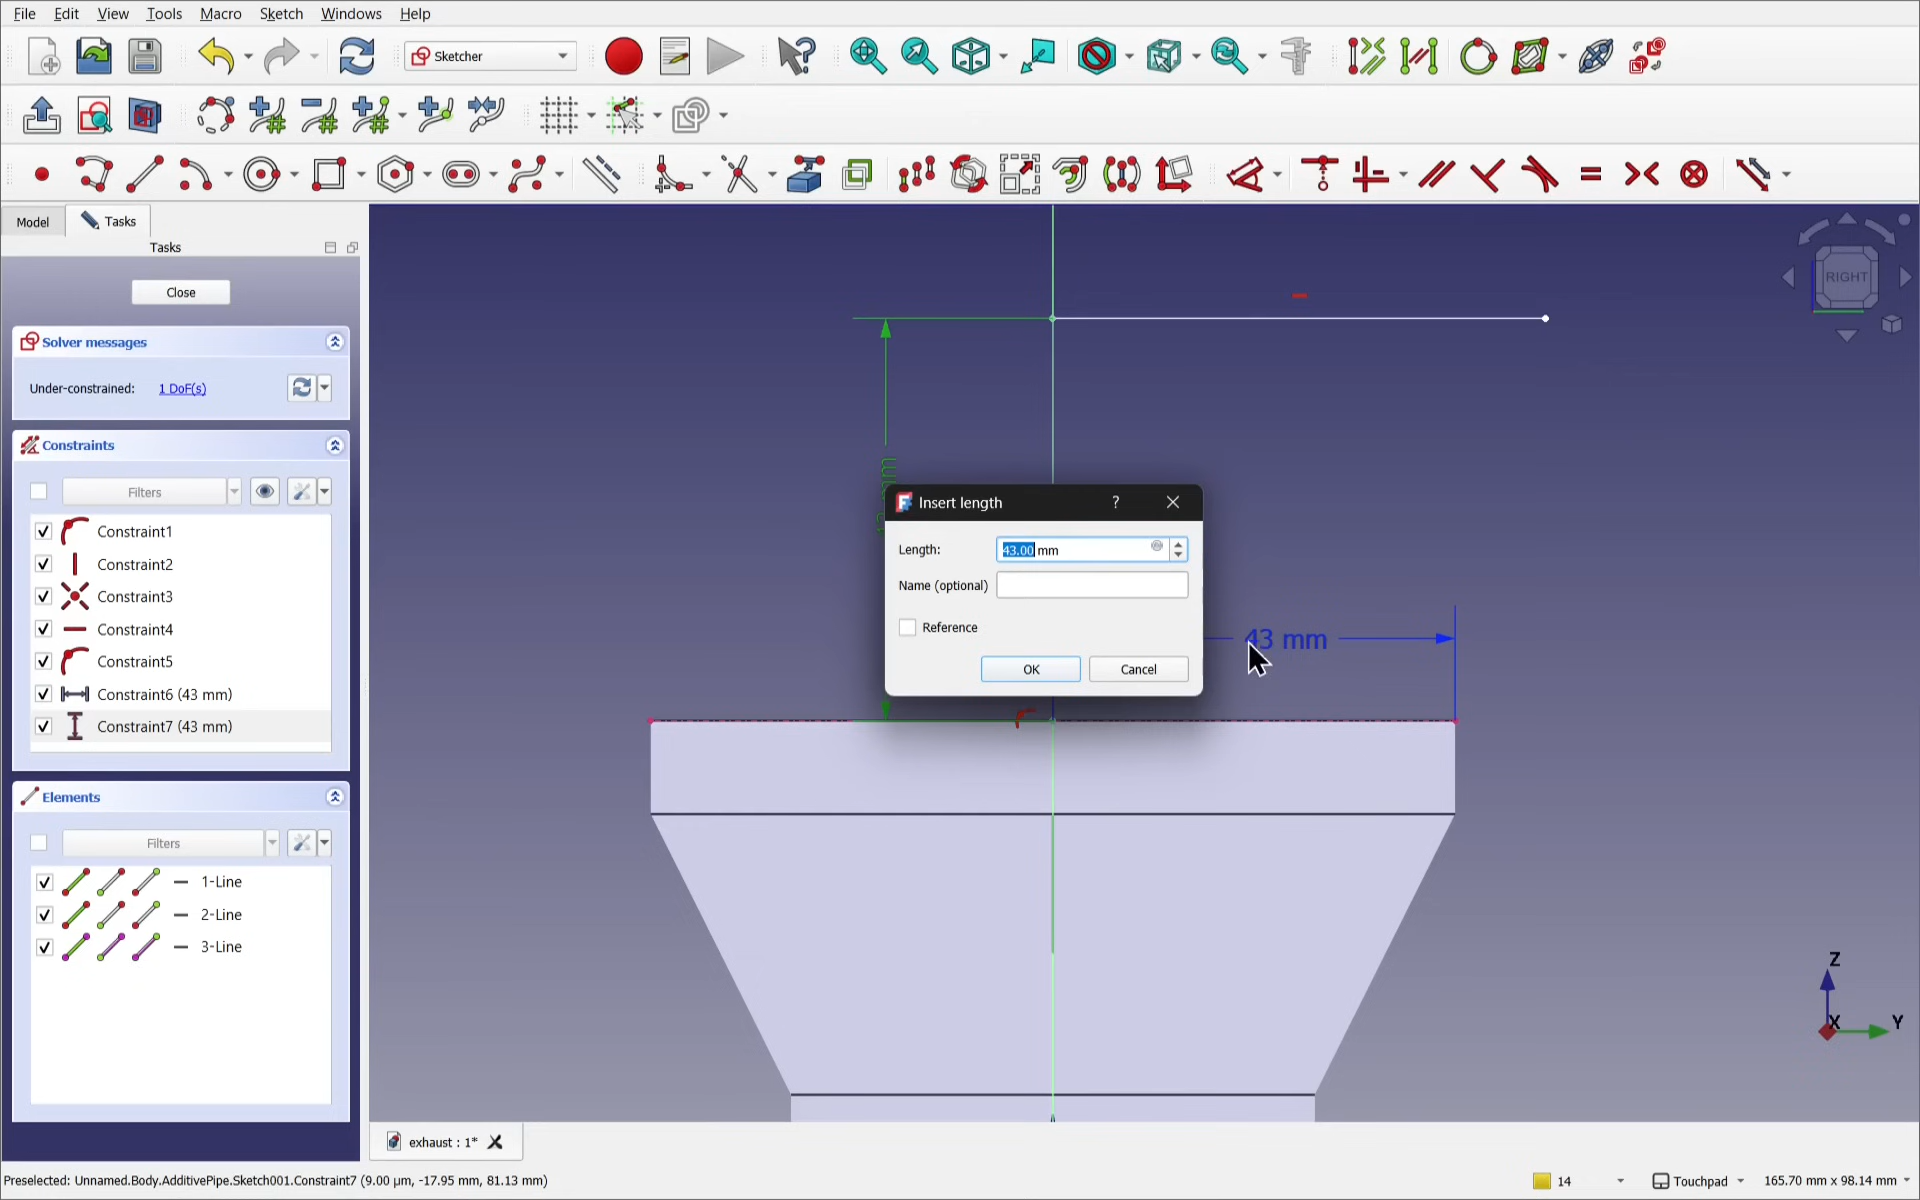 File Edit View Tools Macro Sketch Windows Help
Sketcher
Model Tasks
Tasks
Close
Solver messages
Under-constrained: 1 DoF(s)
Constraints
Filters
Constraint1
Constraint2
Constraint3
Constraint4
Constraint5
Constraint6 (43 mm)
Constraint7 (43 mm)
Elements
Filters
1-Line
2-Line
3-Line
RIGHT
Insert length ?
Length: 43.00 mm
Name (optional)
Reference
OK Cancel
43 mm
Z
X Y
exhaust : 1*
Preselected: Unnamed.Body.AdditivePipe.Sketch001.Constraint7 (9.00 µm, -17.95 mm, 81.13 mm)
14 Touchpad 165.70 mm x 98.14 mm